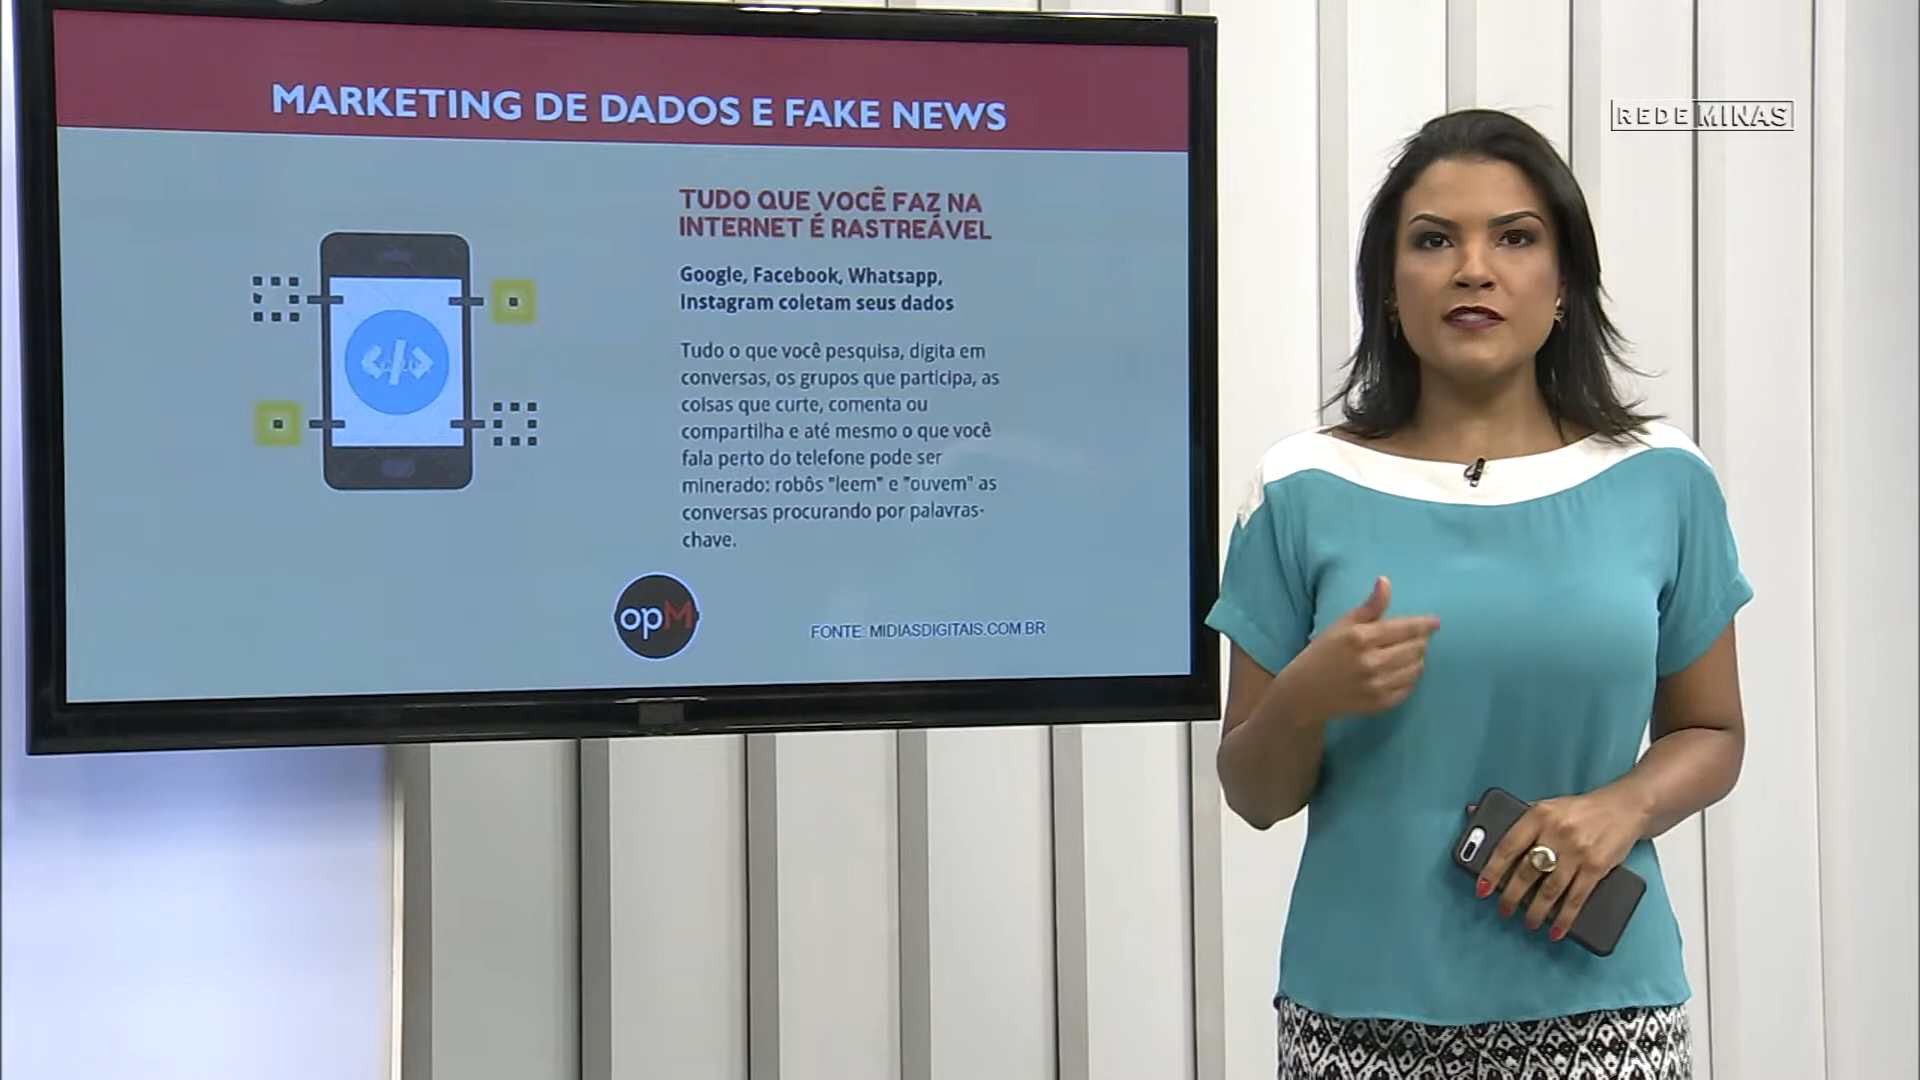 MARKETING DE DADOS E FAKE NEWS
REDE MINAS
TUDO QUE VOCÊ FAZ NA
INTERNET É RASTREÁVEL
Google, Facebook, Whatsapp,
Instagram coletam seus dados
Tudo o que você pesquisa, digita em
conversas, os grupos que participa, as
coisas que curte, comenta ou
compartilha e até mesmo o que você
fala perto do telefone pode ser
minerado: robôs "leem" e "ouvem" as
conversas procurando por palavras-
chave.
opM
FONTE: MIDIASDIGITAIS.COM.BR